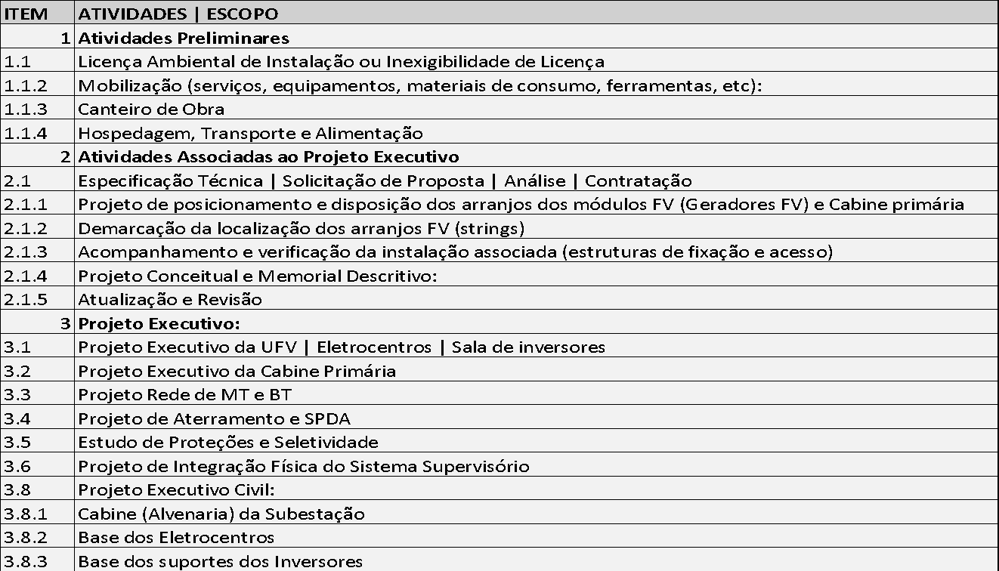 ITEM ATIVIDADES | ESCOPO
1 Atividades Preliminares
1.1 Licença Ambiental de Instalação ou Inexigibilidade de Licença
1.1.2 Mobilização (serviços, equipamentos, materiais de consumo, ferramentas, etc):
1.1.3 Canteiro de Obra
1.1.4 Hospedagem, Transporte e Alimentação
2 Atividades Associadas ao Projeto Executivo
2.1 Especificação Técnica | Solicitação de Proposta | Análise | Contratação
2.1.1 Projeto de posicionamento e disposição dos arranjos dos módulos FV (Geradores FV) e Cabine primária
2.1.2 Demarcação da localização dos arranjos FV (strings)
2.1.3 Acompanhamento e verificação da instalação associada (estruturas de fixação e acesso)
2.1.4 Projeto Conceitual e Memorial Descritivo:
2.1.5 Atualização e Revisão
3 Projeto Executivo:
3.1 Projeto Executivo da UFV | Eletrocentros | Sala de inversores
3.2 Projeto Executivo da Cabine Primária
3.3 Projeto Rede de MT e BT
3.4 Projeto de Aterramento e SPDA
3.5 Estudo de Proteções e Seletividade
3.6 Projeto de Integração Física do Sistema Supervisório
3.8 Projeto Executivo Civil:
3.8.1 Cabine (Alvenaria) da Subestação
3.8.2 Base dos Eletrocentros
3.8.3 Base dos suportes dos Inversores